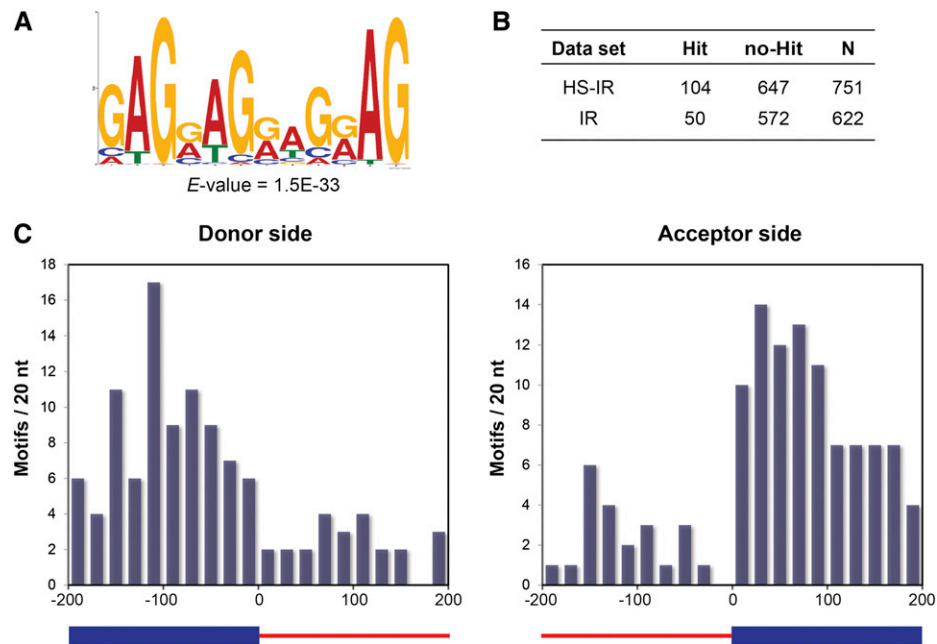 A
E-value = 1.5E-33
B
Data set Hit no-Hit N
HS-IR 104 647 751
IR 50 572 622
C
Donor side
Motifs / 20 nt
18
16
14
12
10
8
6
4
2
0
-200 -100 0 100 200
Acceptor side
Motifs / 20 nt
16
14
12
10
8
6
4
2
0
-200 -100 0 100 200